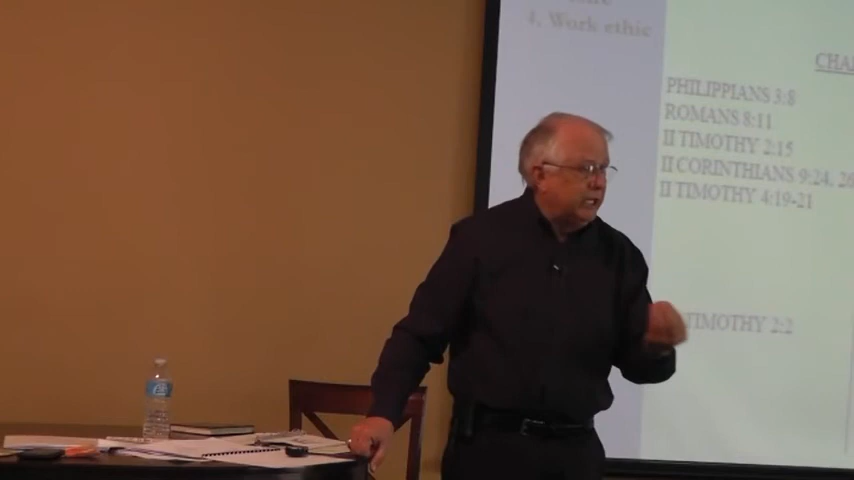 4. Work ethic
PHILIPPIANS 3:8
ROMANS 8:11
II TIMOTHY 2:15
II CORINTHIANS 9:24, 26
II TIMOTHY 4:19-21
TIMOTHY 2:2